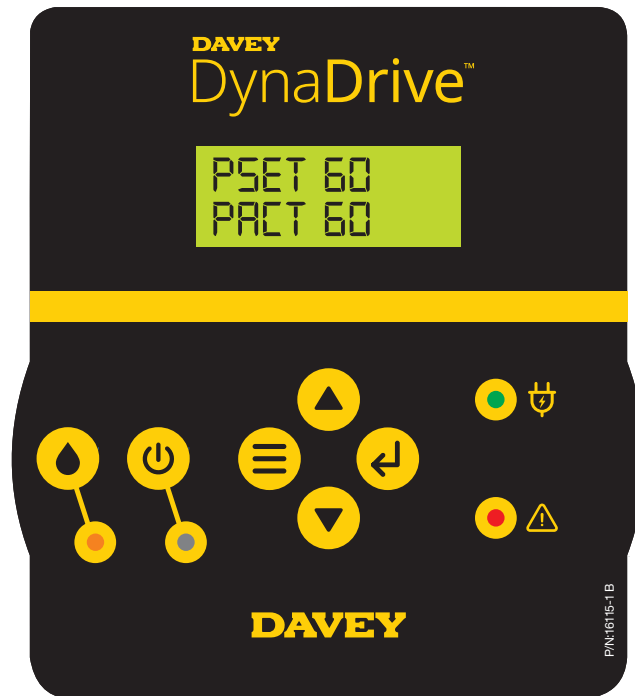 DAVEY
DynaDrive™
PSET 60
PACT 60
DAVEY
P/N:16115-1 B